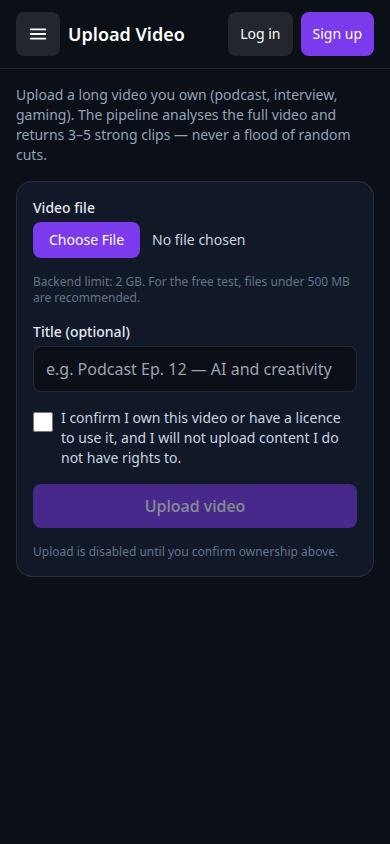 Upload Video
Log in
Sign up
Upload a long video you own (podcast, interview,
gaming). The pipeline analyses the full video and
returns 3–5 strong clips — never a flood of random
cuts.
Video file
Choose File
No file chosen
Backend limit: 2 GB. For the free test, files under 500 MB
are recommended.
Title (optional)
e.g. Podcast Ep. 12 — AI and creativity
I confirm I own this video or have a licence
to use it, and I will not upload content I do
not have rights to.
Upload video
Upload is disabled until you confirm ownership above.